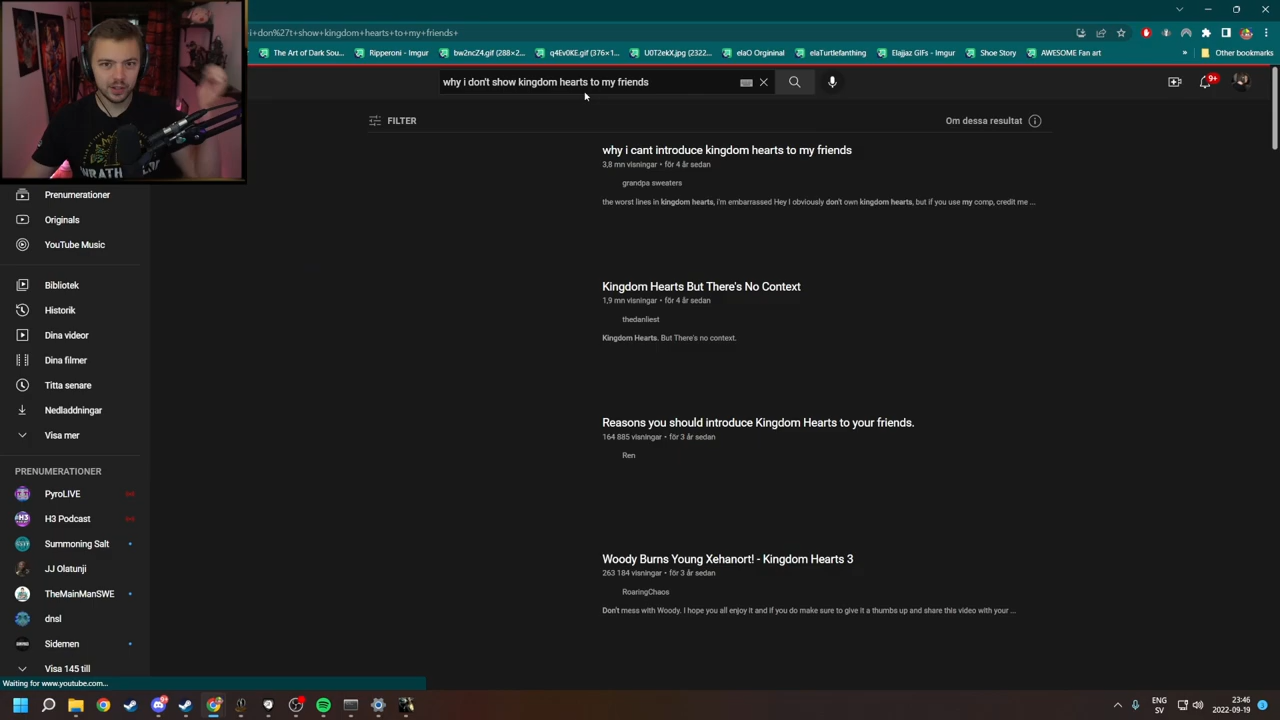 i+don%27t+show+kingdom+hearts+to+my+friends+
The Art of Dark Sou...
Ripperoni - Imgur
bw2ncZ4.gif (288×2...
q4Ev0KE.gif (376×1...
U0T2ekX.jpg (2322...
elaO Orgininal
elaTurtlefanthing
Elajjaz GIFs - Imgur
Shoe Story
AWESOME Fan art
»
Other bookmarks
why i don't show kingdom hearts to my friends
9+
FILTER
Om dessa resultat
why i cant introduce kingdom hearts to my friends
3,8 mn visningar • för 4 år sedan
grandpa sweaters
the worst lines in kingdom hearts, i'm embarrassed Hey I obviously don't own kingdom hearts, but if you use my comp, credit me ...
Kingdom Hearts But There's No Context
1,9 mn visningar • för 4 år sedan
thedanliest
Kingdom Hearts. But There's no context.
Reasons you should introduce Kingdom Hearts to your friends.
164 885 visningar • för 3 år sedan
Ren
Woody Burns Young Xehanort! - Kingdom Hearts 3
263 184 visningar • för 3 år sedan
RoaringChaos
Don't mess with Woody. I hope you all enjoy it and if you do make sure to give it a thumbs up and share this video with your ...
Prenumerationer
Originals
YouTube Music
Bibliotek
Historik
Dina videor
Dina filmer
Titta senare
Nedladdningar
Visa mer
PRENUMERATIONER
PyroLIVE
H3 Podcast
Summoning Salt
JJ Olatunji
TheMainManSWE
dnsl
Sidemen
Visa 145 till
Waiting for www.youtube.com...
ENG
SV
23:46
2022-09-19